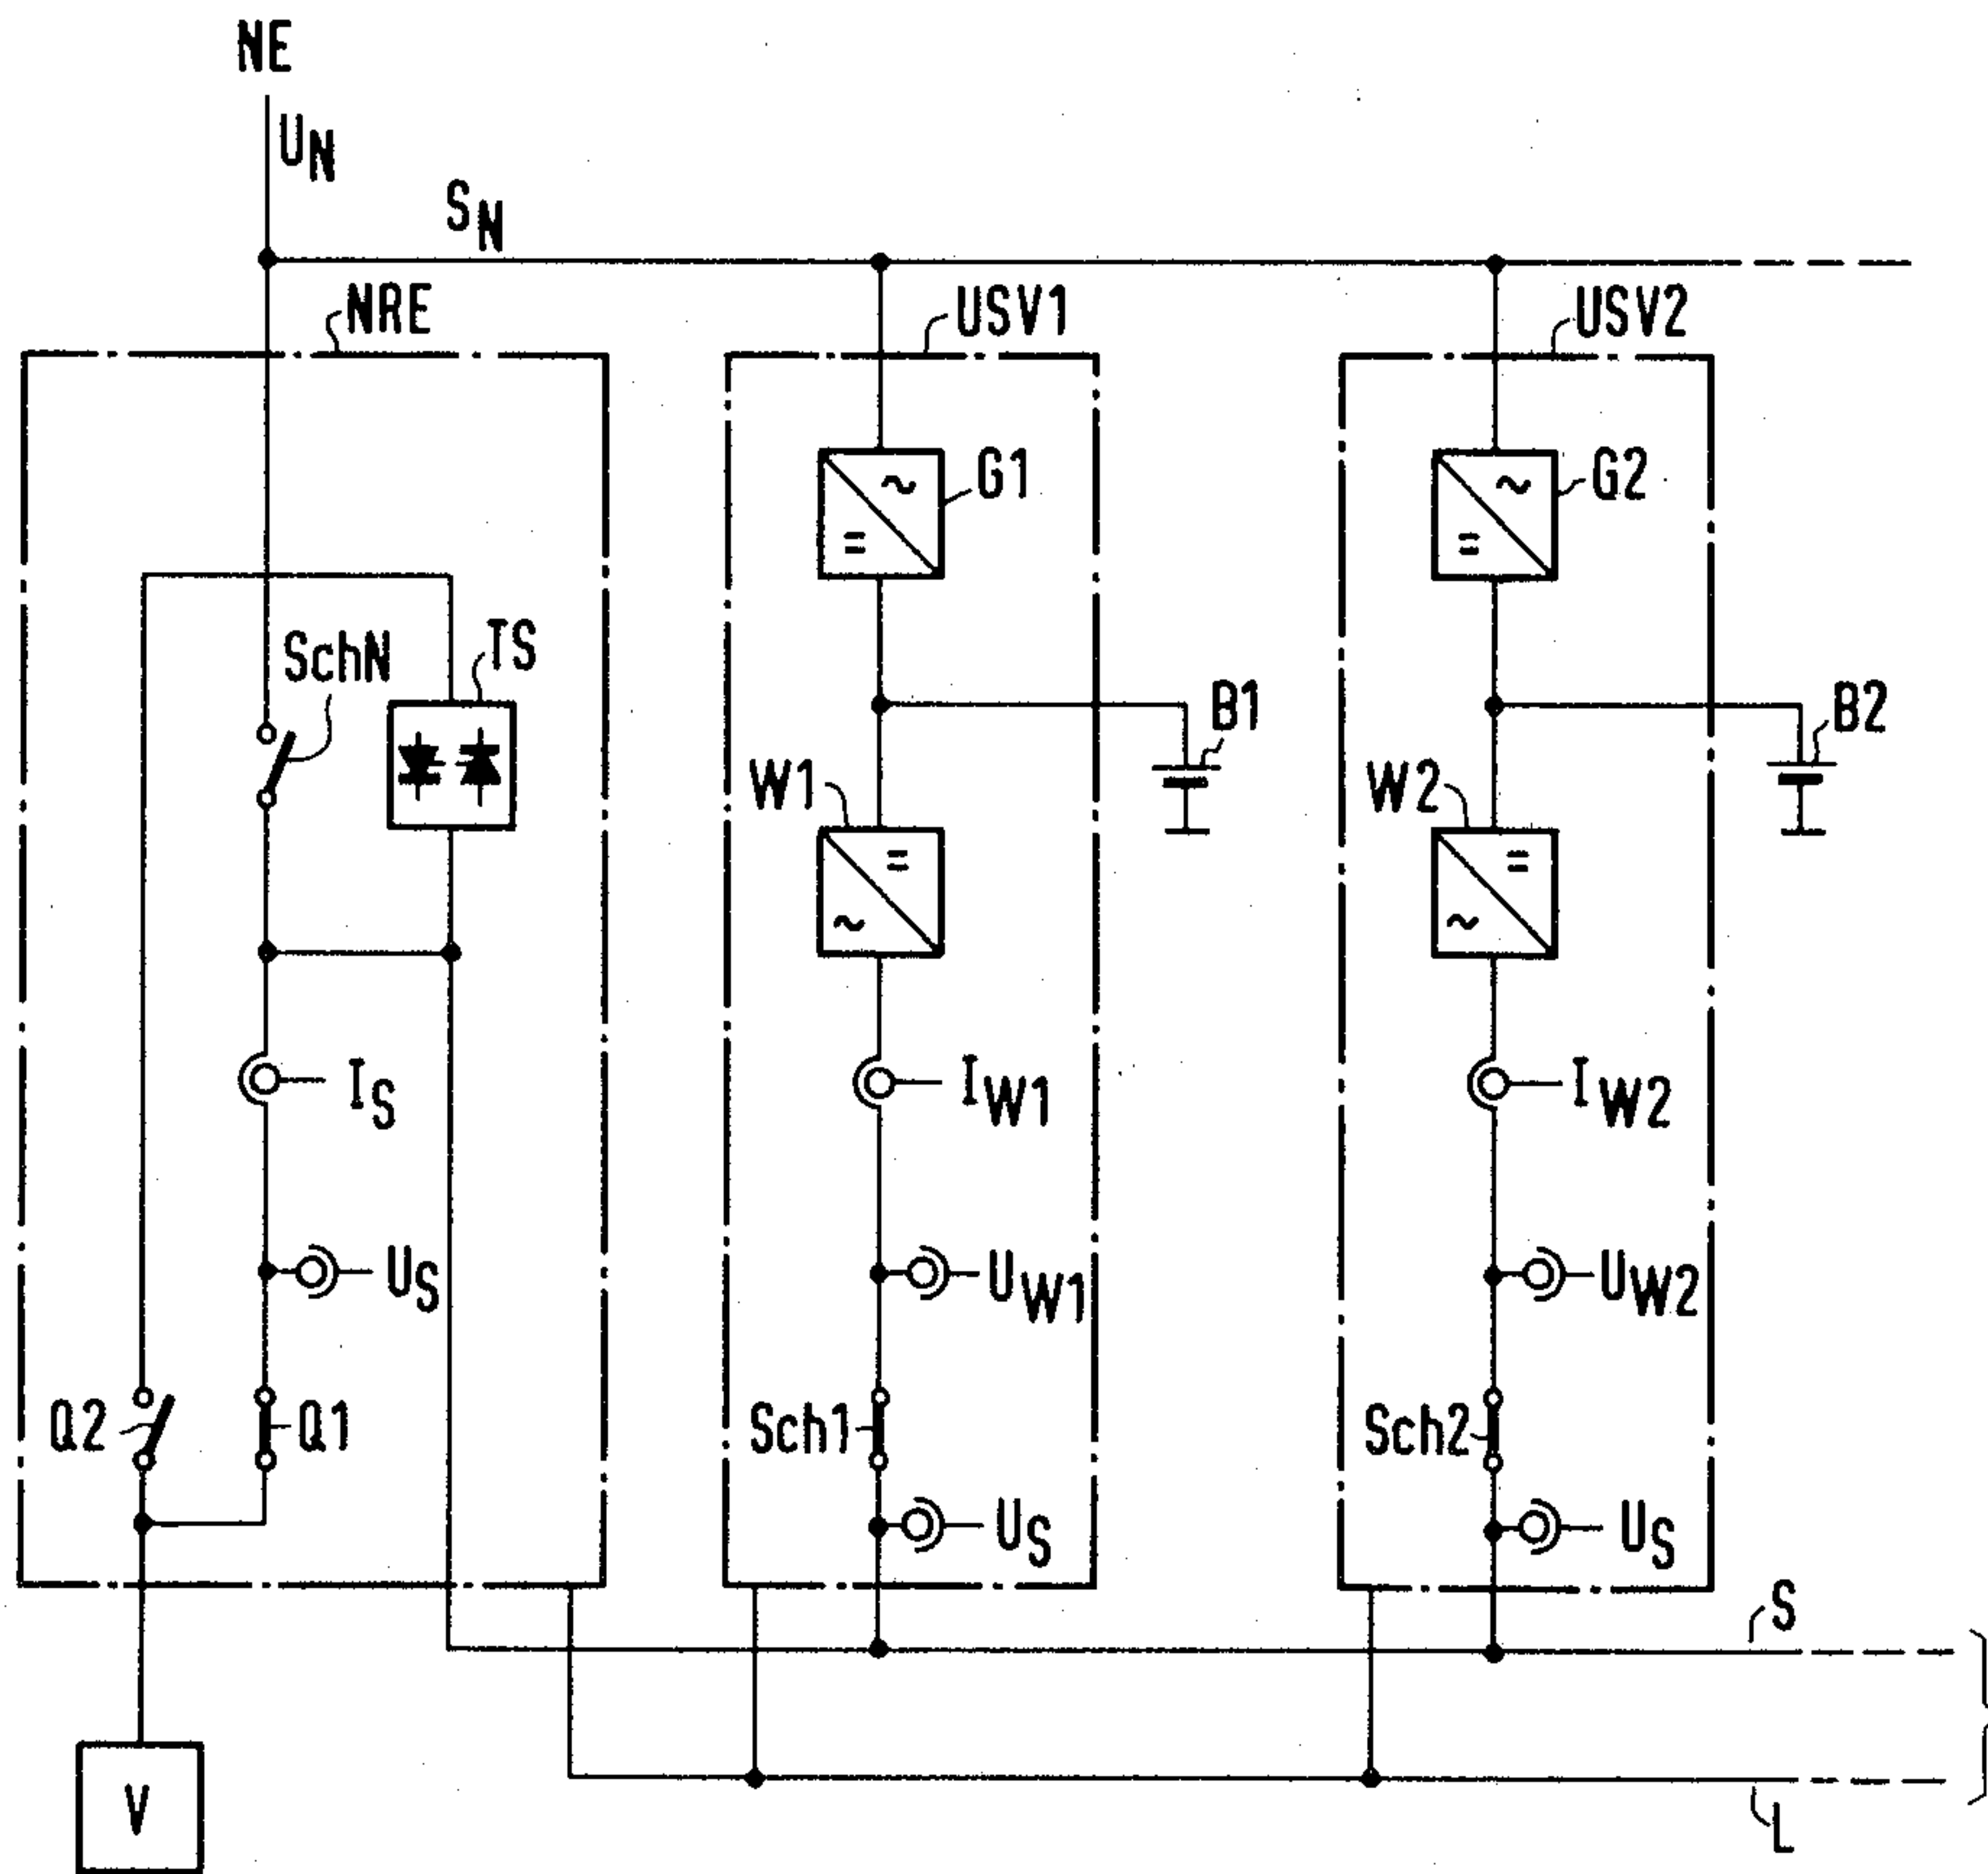 NE
UN
SN
NRE
USV1
USV2
G1
G2
SchN
TS
B1
B2
W1
W2
IS
IW1
IW2
US
UW1
UW2
Q2
Q1
Sch1
Sch2
US
US
S
V
L